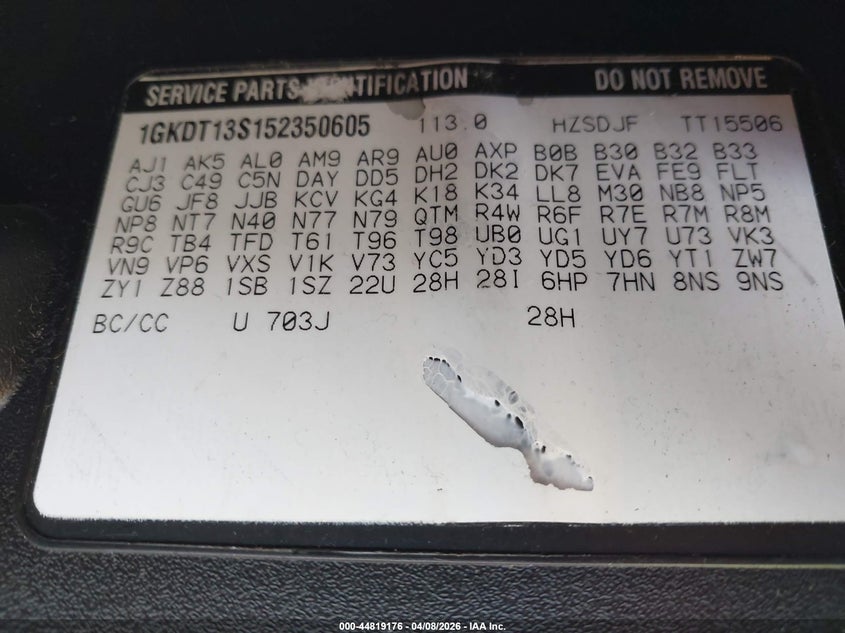 SERVICE PARTS NTIFICATION DO NOT REMOVE
1GKDT13S152350605 113.0 HZSDJF TT15506
AJ1 AK5 AL0 AM9 AR9 AU0 AXP B0B B30 B32 B33
CJ3 C49 C5N DAY DD5 DH2 DK2 DK7 EVA FE9 FLT
GU6 JF8 JJB KCV KG4 K18 K34 LL8 M30 NB8 NP5
NP8 NT7 N40 N77 N79 QTM R4W R6F R7E R7M R8M
R9C TB4 TFD T61 T96 T98 UB0 UG1 UY7 U73 VK3
VN9 VP6 VXS V1K V73 YC5 YD3 YD5 YD6 YT1 ZW7
ZY1 Z88 1SB 1SZ 22U 28H 28I 6HP 7HN 8NS 9NS
BC/CC U 703J 28H
000-44819176 - 04/08/2026 - IAA Inc.